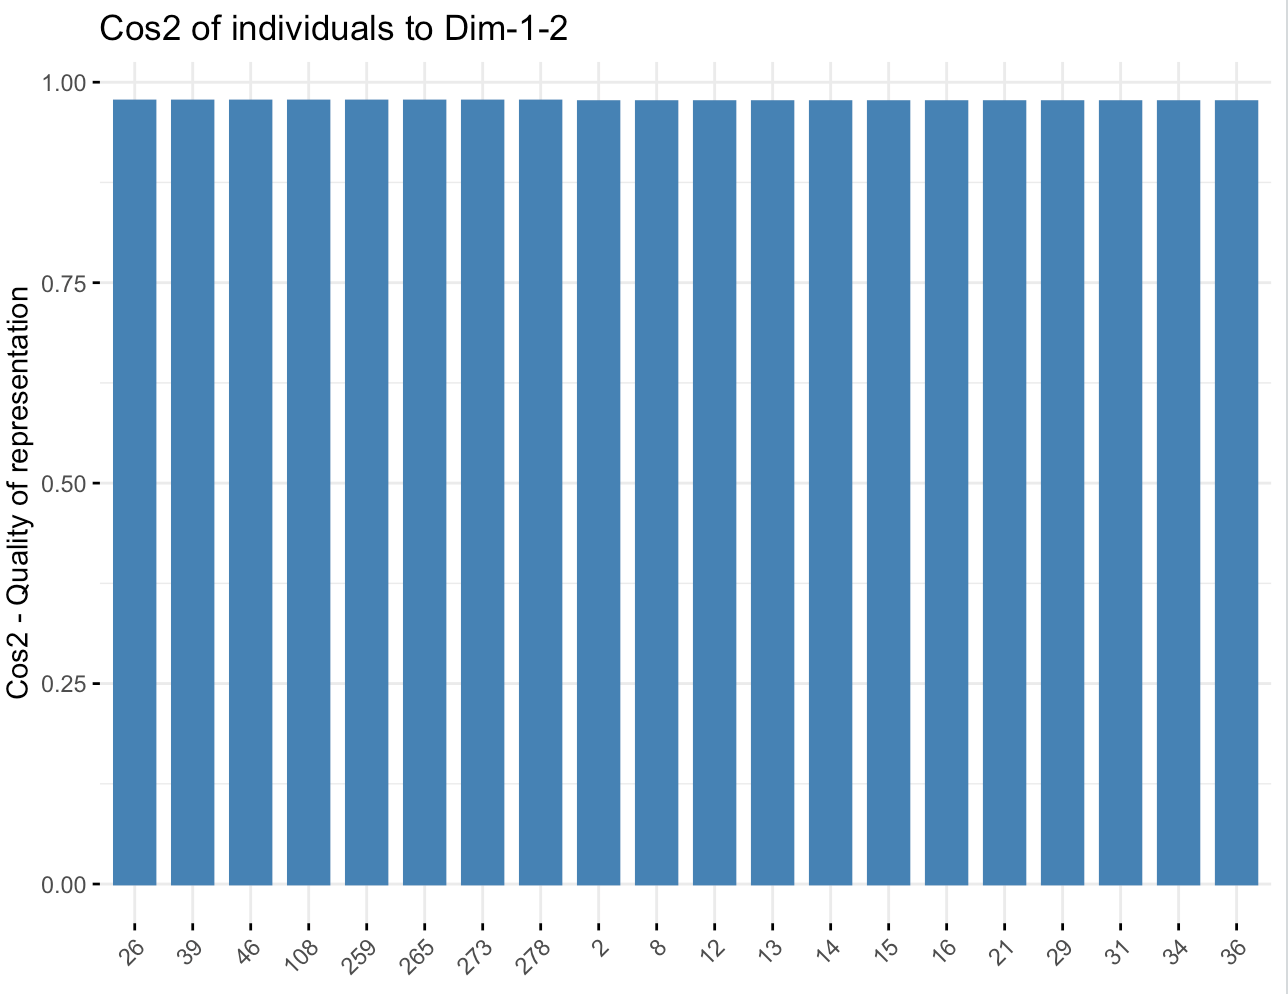 Cos2 of individuals to Dim-1-2
Cos2 - Quality of representation
1.00
0.75
0.50
0.25
0.00
26 39 46 108 259 265 273 278 2 8 12 13 14 15 16 21 29 31 34 36